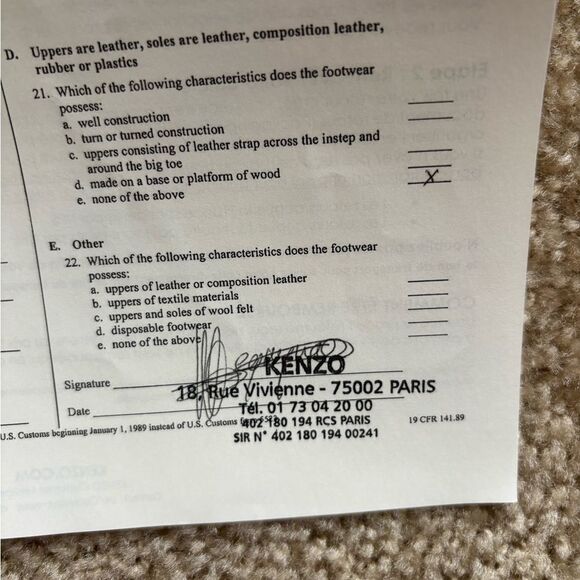 D. Uppers are leather, soles are leather, composition leather,
rubber or plastics
21. Which of the following characteristics does the footwear
possess:
a. well construction
b. turn or turned construction
c. uppers consisting of leather strap across the instep and
around the big toe
d. made on a base or platform of wood
X
e. none of the above
E. Other
22. Which of the following characteristics does the footwear
possess:
a. uppers of leather or composition leather
b. uppers of textile materials
c. uppers and soles of wool felt
d. disposable footwear
e. none of the above
Signature
KENZO
18, Rue Vivienne - 75002 PARIS
Date
Tél. 01 73 04 20 00
U.S. Customs beginning January 1, 1989 instead of U.S. Customs
19 CFR 141.89
402 180 194 RCS PARIS
SIR N° 402 180 194 00241